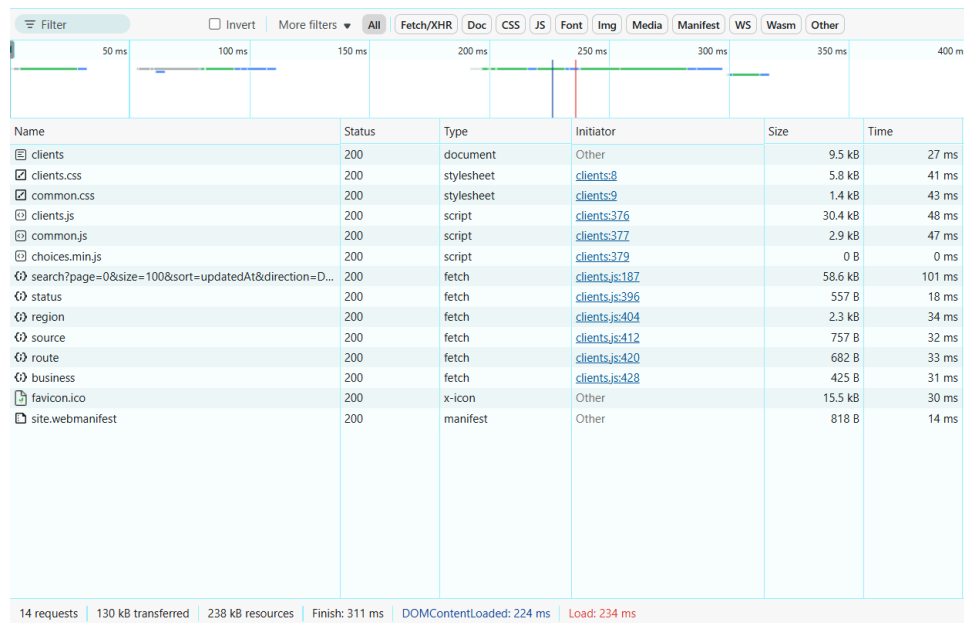 Filter Invert More filters All Fetch/XHR Doc CSS JS Font Img Media Manifest WS Wasm Other
50 ms 100 ms 150 ms 200 ms 250 ms 300 ms 350 ms 400 m
Name Status Type Initiator Size Time
clients 200 document Other 9.5 kB 27 ms
clients.css 200 stylesheet clients:8 5.8 kB 41 ms
common.css 200 stylesheet clients:9 1.4 kB 43 ms
clients.js 200 script clients:376 30.4 kB 48 ms
common.js 200 script clients:377 2.9 kB 47 ms
choices.min.js 200 script clients:379 0 B 0 ms
search?page=0&size=100&sort=updatedAt&direction=D... 200 fetch clients.js:187 58.6 kB 101 ms
status 200 fetch clients.js:396 557 B 18 ms
region 200 fetch clients.js:404 2.3 kB 34 ms
source 200 fetch clients.js:412 757 B 32 ms
route 200 fetch clients.js:420 682 B 33 ms
business 200 fetch clients.js:428 425 B 31 ms
favicon.ico 200 x-icon Other 15.5 kB 30 ms
site.webmanifest 200 manifest Other 818 B 14 ms
14 requests 130 kB transferred 238 kB resources Finish: 311 ms DOMContentLoaded: 224 ms Load: 234 ms